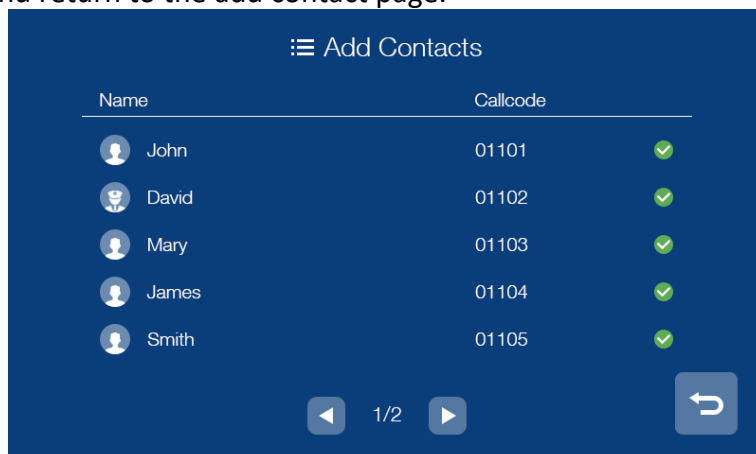 nd return to the add contact page.
Add Contacts
Name Callcode
John 01101
David 01102
Mary 01103
James 01104
Smith 01105
1/2